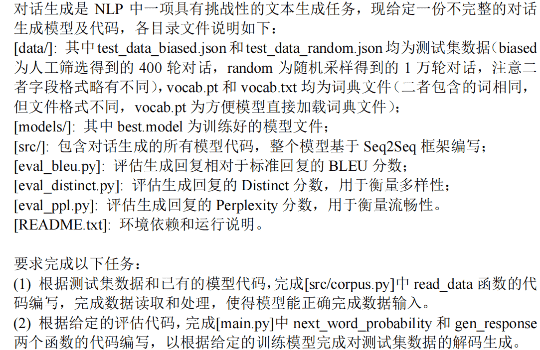 对话生成是 NLP 中一项具有挑战性的文本生成任务，现给定一份不完整的对话
生成模型及代码，各目录文件说明如下：
[data/]: 其中 test_data_biased.json 和 test_data_random.json 均为测试集数据（biased
为人工筛选得到的 400 轮对话，random 为随机采样得到的 1 万轮对话，注意二
者字段格式略有不同），vocab.pt 和 vocab.txt 均为词典文件（二者包含的词相同，
但文件格式不同，vocab.pt 为方便模型直接加载词典文件）；
[models/]: 其中 best.model 为训练好的模型文件；
[src/]: 包含对话生成的所有模型代码，整个模型基于 Seq2Seq 框架编写；
[eval_bleu.py]: 评估生成回复相对于标准回复的 BLEU 分数；
[eval_distinct.py]: 评估生成回复的 Distinct 分数，用于衡量多样性；
[eval_ppl.py]: 评估生成回复的 Perplexity 分数，用于衡量流畅性。
[README.txt]: 环境依赖和运行说明。
要求完成以下任务：
(1) 根据测试集数据和已有的模型代码，完成[src/corpus.py]中 read_data 函数的代
码编写，完成数据读取和处理，使得模型能正确完成数据输入。
(2) 根据给定的评估代码，完成[main.py]中 next_word_probability 和 gen_response
两个函数的代码编写，以根据给定的训练模型完成对测试集数据的解码生成。